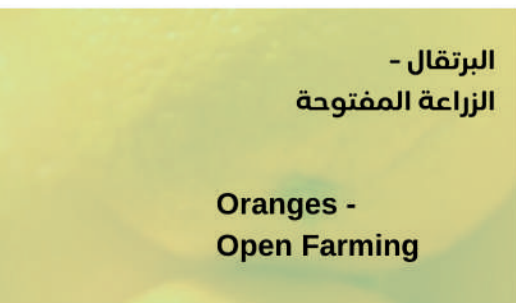 البرتقال -
الزراعة المفتوحة
Oranges -
Open Farming